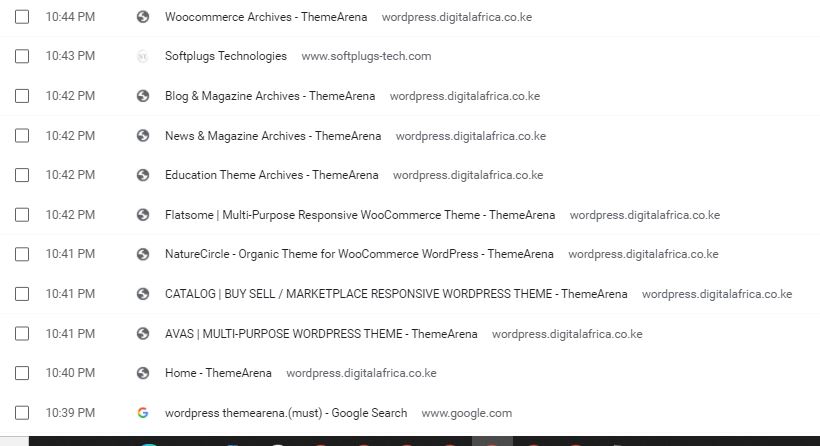 10:44 PM Woocommerce Archives - ThemeArena wordpress.digitalafrica.co.ke
10:43 PM Softplugs Technologies www.softplugs-tech.com
10:42 PM Blog & Magazine Archives - ThemeArena wordpress.digitalafrica.co.ke
10:42 PM News & Magazine Archives - ThemeArena wordpress.digitalafrica.co.ke
10:42 PM Education Theme Archives - ThemeArena wordpress.digitalafrica.co.ke
10:42 PM Flatsome | Multi-Purpose Responsive WooCommerce Theme - ThemeArena wordpress.digitalafrica.co.ke
10:41 PM NatureCircle - Organic Theme for WooCommerce WordPress - ThemeArena wordpress.digitalafrica.co.ke
10:41 PM CATALOG | BUY SELL / MARKETPLACE RESPONSIVE WORDPRESS THEME - ThemeArena wordpress.digitalafrica.co.ke
10:41 PM AVAS | MULTI-PURPOSE WORDPRESS THEME - ThemeArena wordpress.digitalafrica.co.ke
10:40 PM Home - ThemeArena wordpress.digitalafrica.co.ke
10:39 PM wordpress themearena.(must) - Google Search www.google.com